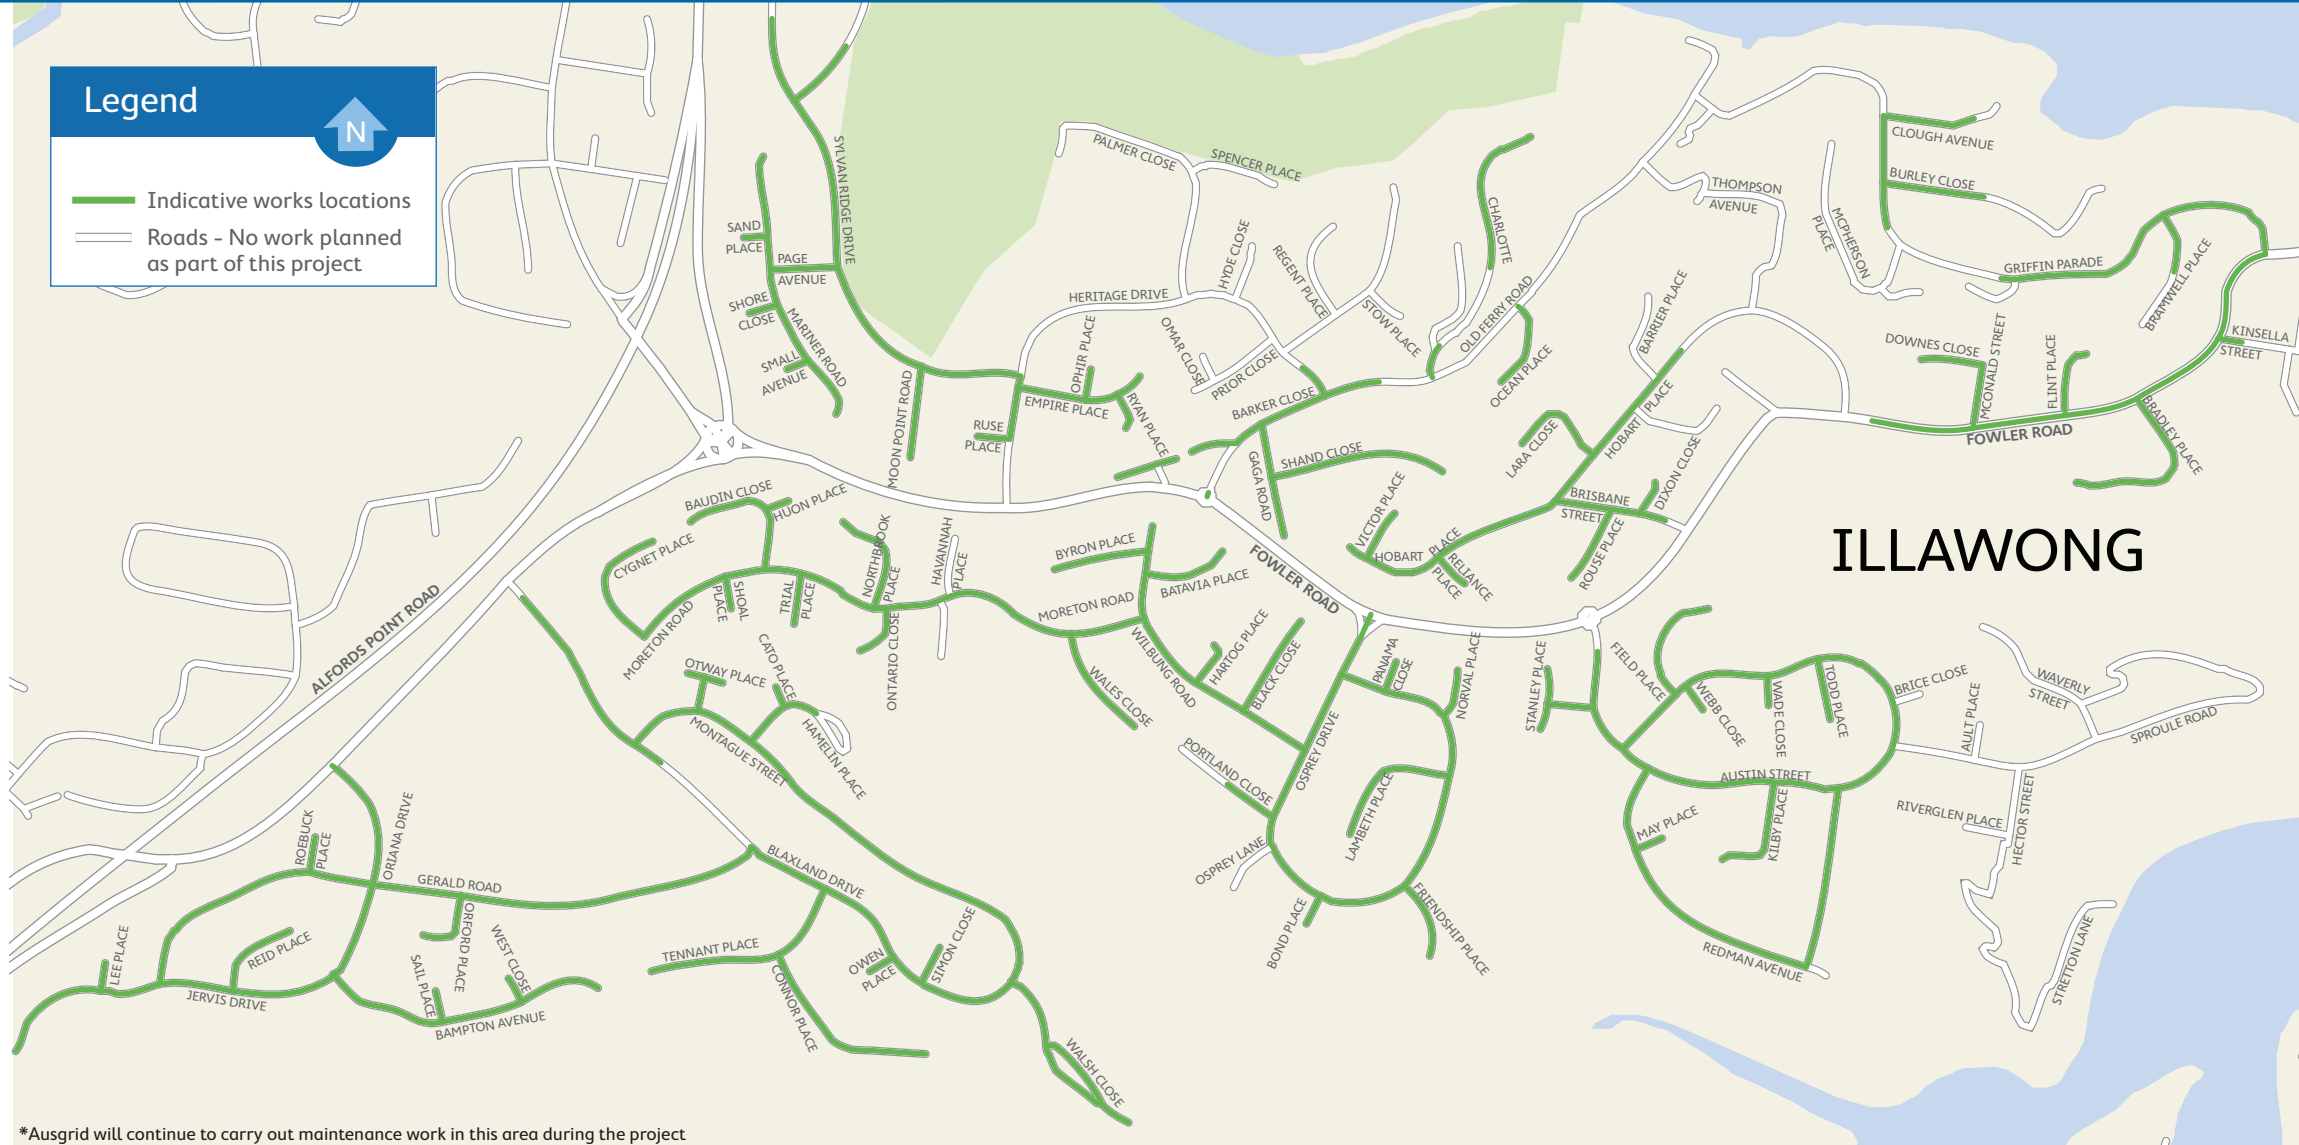 Legend
N
Indicative works locations
Roads - No work planned
as part of this project
SYLVAN RIDGE DRIVE
SAND
PLACE
PAGE
AVENUE
SHORE
CLOSE
MARINER ROAD
SMALL
AVENUE
MOON POINT ROAD
PALMER CLOSE
SPENCER PLACE
HERITAGE DRIVE
HYDE CLOSE
REGENT PLACE
STOW PLACE
OMAR CLOSE
PRIOR CLOSE
OPHIR PLACE
EMPIRE PLACE
RYAN PLACE
RUSE
PLACE
BARKER CLOSE
CHARLOTTE
OLD FERRY ROAD
OCEAN PLACE
GAGA ROAD
SHAND CLOSE
THOMPSON
AVENUE
MCPHERSON
PLACE
BARRIER PLACE
CLOUGH AVENUE
BURLEY CLOSE
GRIFFIN PARADE
BRAMWELL PLACE
KINSELLA
STREET
DOWNES CLOSE
MCONALD STREET
FLINT PLACE
FOWLER ROAD
BRADLEY PLACE
LARA CLOSE
HOBART
PLACE
DIXON CLOSE
BRISBANE
STREET
ROUSE PLACE
VICTOR PLACE
HOBART
PLACE
RELIANCE
PLACE
ILLAWONG
BAUDIN CLOSE
HUON PLACE
CYGNET PLACE
NORTHBROOK
PLACE
HAVANNAH
PLACE
SHOAL
PLACE
TRIAL
PLACE
MORETON ROAD
ONTARIO CLOSE
ALFORDS POINT ROAD
OTWAY PLACE
CATO PLACE
HAMELIN PLACE
MONTAGUE STREET
BYRON PLACE
BATAVIA PLACE
MORETON ROAD
WILBUNG ROAD
WALES CLOSE
HARTOG PLACE
BLACK CLOSE
FOWLER ROAD
PANAMA
CLOSE
NORVAL PLACE
OSPREY DRIVE
PORTLAND CLOSE
OSPREY LANE
LAMBETH PLACE
BOND PLACE
FRIENDSHIP PLACE
STANLEY PLACE
FIELD PLACE
WEBB CLOSE
WADE CLOSE
TODD PLACE
BRICE CLOSE
AULT PLACE
WAVERLY
STREET
SPROULE ROAD
AUSTIN STREET
MAY PLACE
KILBY PLACE
RIVERGLEN PLACE
HECTOR STREET
REDMAN AVENUE
STRETTON LANE
ROEBUCK
PLACE
ORIANA DRIVE
GERALD ROAD
BLAXLAND DRIVE
ORFORD PLACE
WEST CLOSE
SAIL PLACE
REID PLACE
LEE PLACE
JERVIS DRIVE
BAMPTON AVENUE
TENNANT PLACE
CONNOR PLACE
OWEN
PLACE
SIMON CLOSE
WALSH CLOSE
*Ausgrid will continue to carry out maintenance work in this area during the project